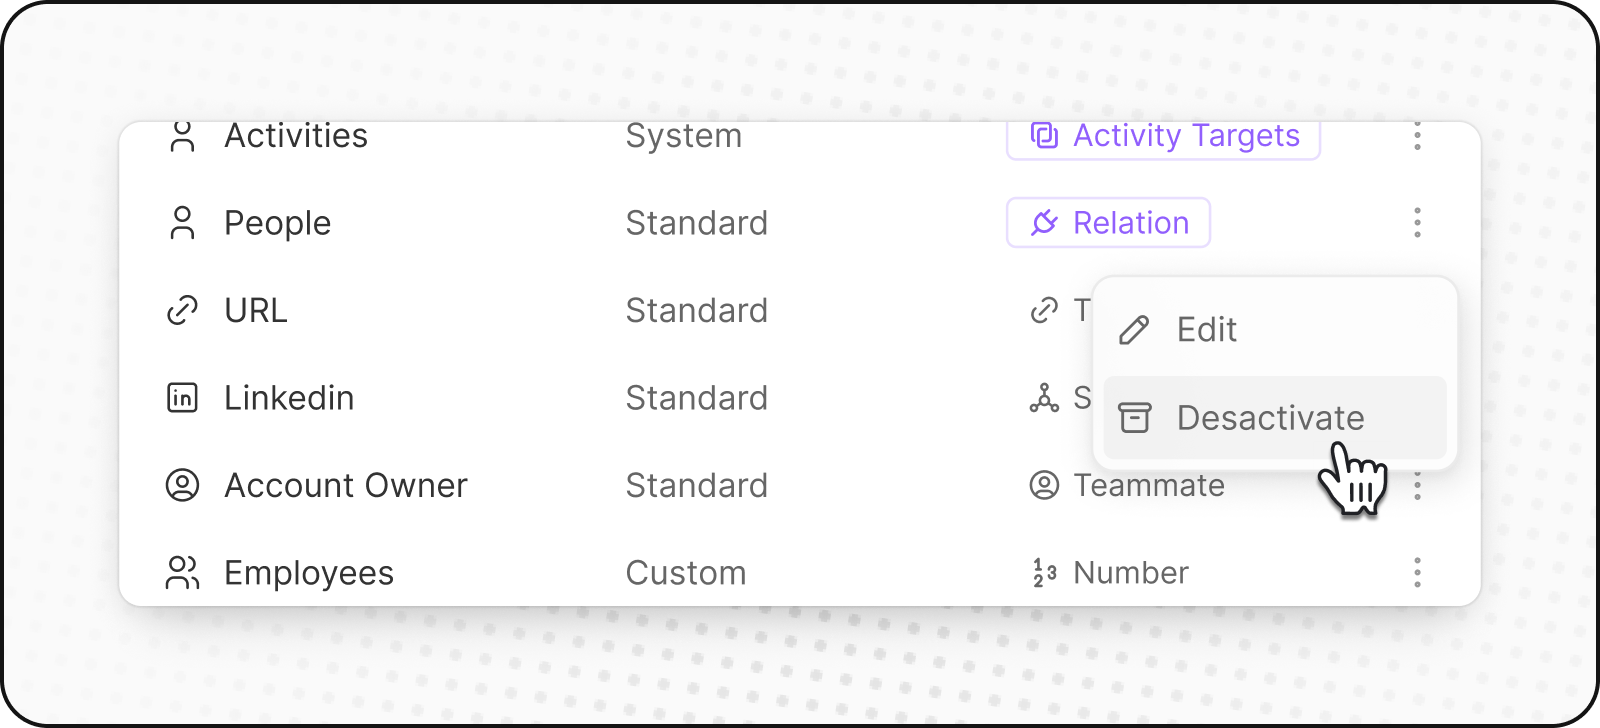 Activities System Activity Targets
People Standard Relation
URL Standard
Edit
Linkedin Standard
Desactivate
Account Owner Standard Teammate
Employees Custom 123 Number